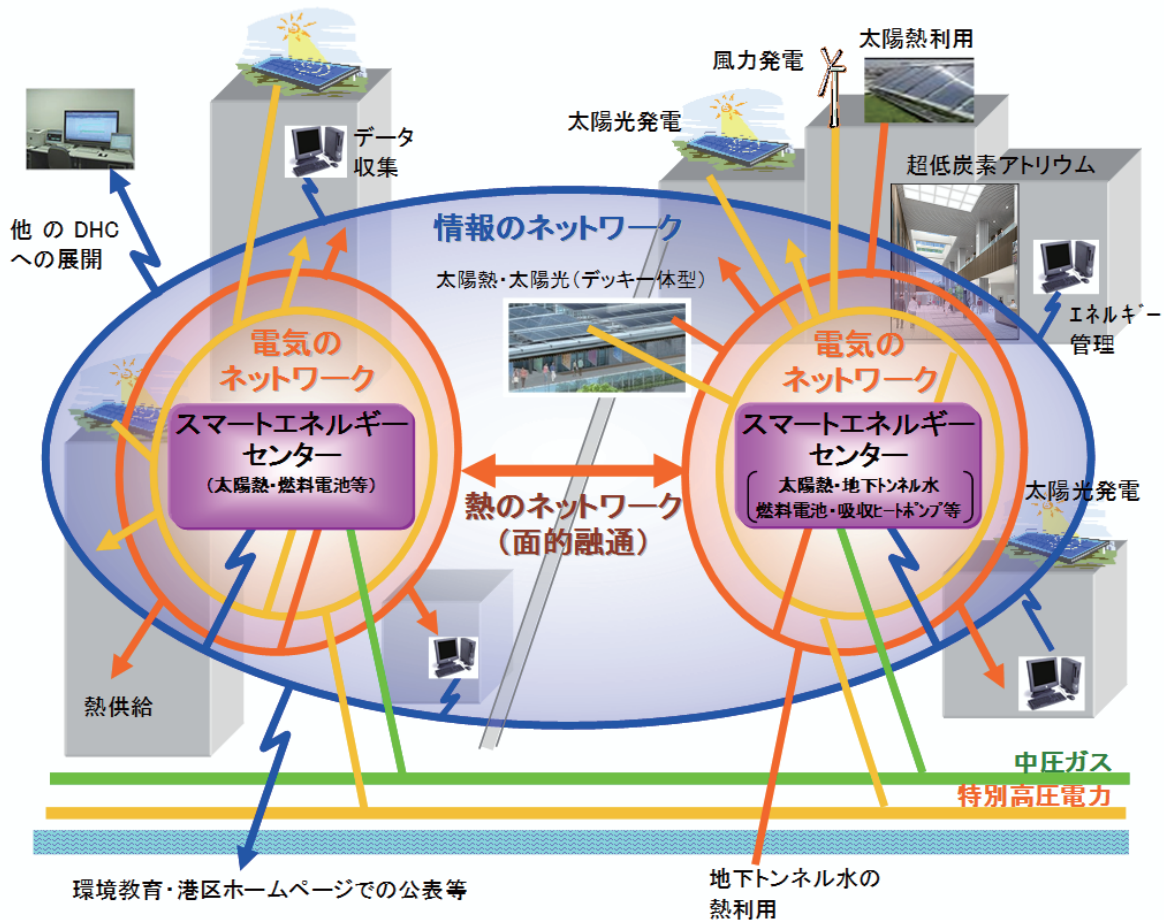 太陽熱利用
風力発電
太陽光発電
データ
収集
超低炭素アトリウム
他 の DHC
への展開
情報のネットワーク
太陽熱・太陽光（デッキ一体型）
エネルギー
管理
電気の
ネットワーク
電気の
ネットワーク
スマートエネルギー
センター
（太陽熱・燃料電池等）
スマートエネルギー
センター
太陽熱・地下トンネル水
燃料電池・吸収ヒートポンプ等
熱のネットワーク
（面的融通）
太陽光発電
熱供給
中圧ガス
特別高圧電力
環境教育・港区ホームページでの公表等
地下トンネル水の
熱利用